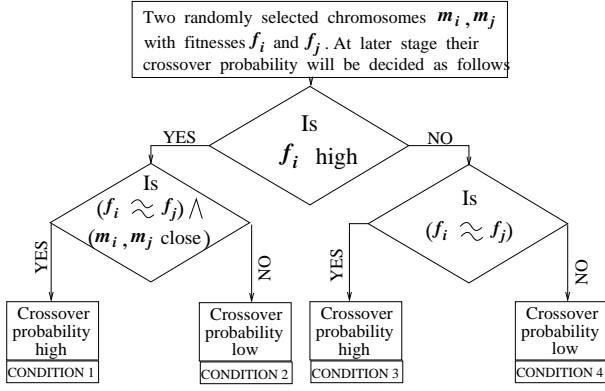 Two randomly selected chromosomes m_i , m_j
with fitnesses f_i and f_j . At later stage their
crossover probability will be decided as follows
Is
f_i high
YES
NO
Is
(f_i ≈ f_j) ∧
(m_i , m_j close)
Is
(f_i ≈ f_j)
YES
NO
YES
NO
Crossover
probability
high
CONDITION 1
Crossover
probability
low
CONDITION 2
Crossover
probability
high
CONDITION 3
Crossover
probability
low
CONDITION 4